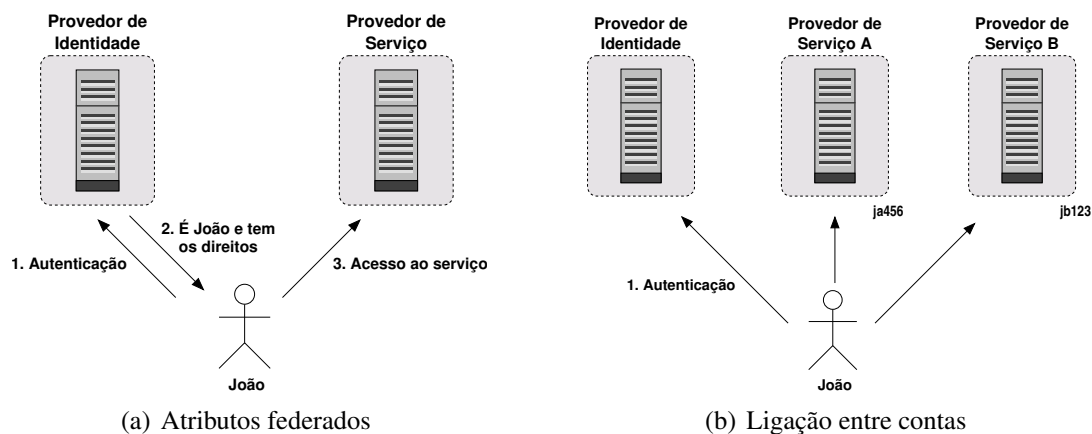 Provedor de
Identidade
Provedor de
Serviço
2. É João e tem
os direitos
1. Autenticação
3. Acesso ao serviço
João
(a) Atributos federados
Provedor de
Identidade
Provedor de
Serviço A
Provedor de
Serviço B
ja456
jb123
1. Autenticação
João
(b) Ligação entre contas